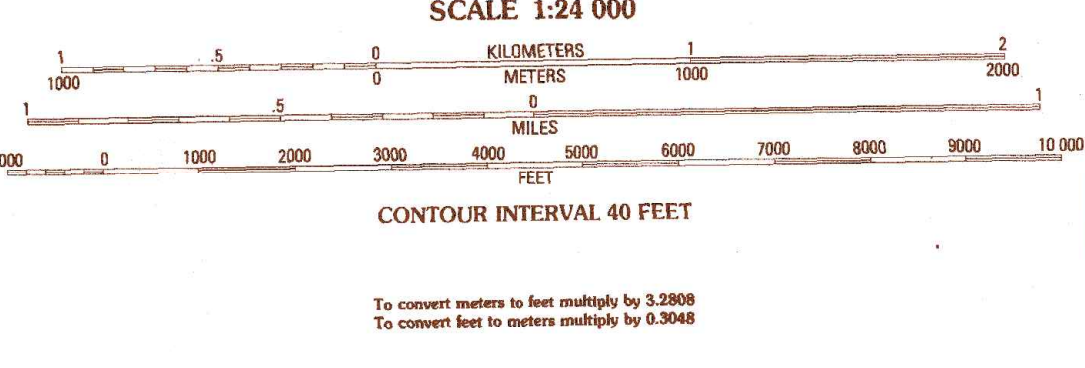 SCALE 1:24 000
1 .5 0 KILOMETERS 1 2
1000 0 METERS 1000 2000
1 .5 0 1
MILES
000 0 1000 2000 3000 4000 5000 6000 7000 8000 9000 10 000
FEET
CONTOUR INTERVAL 40 FEET
To convert meters to feet multiply by 3.2808
To convert feet to meters multiply by 0.3048